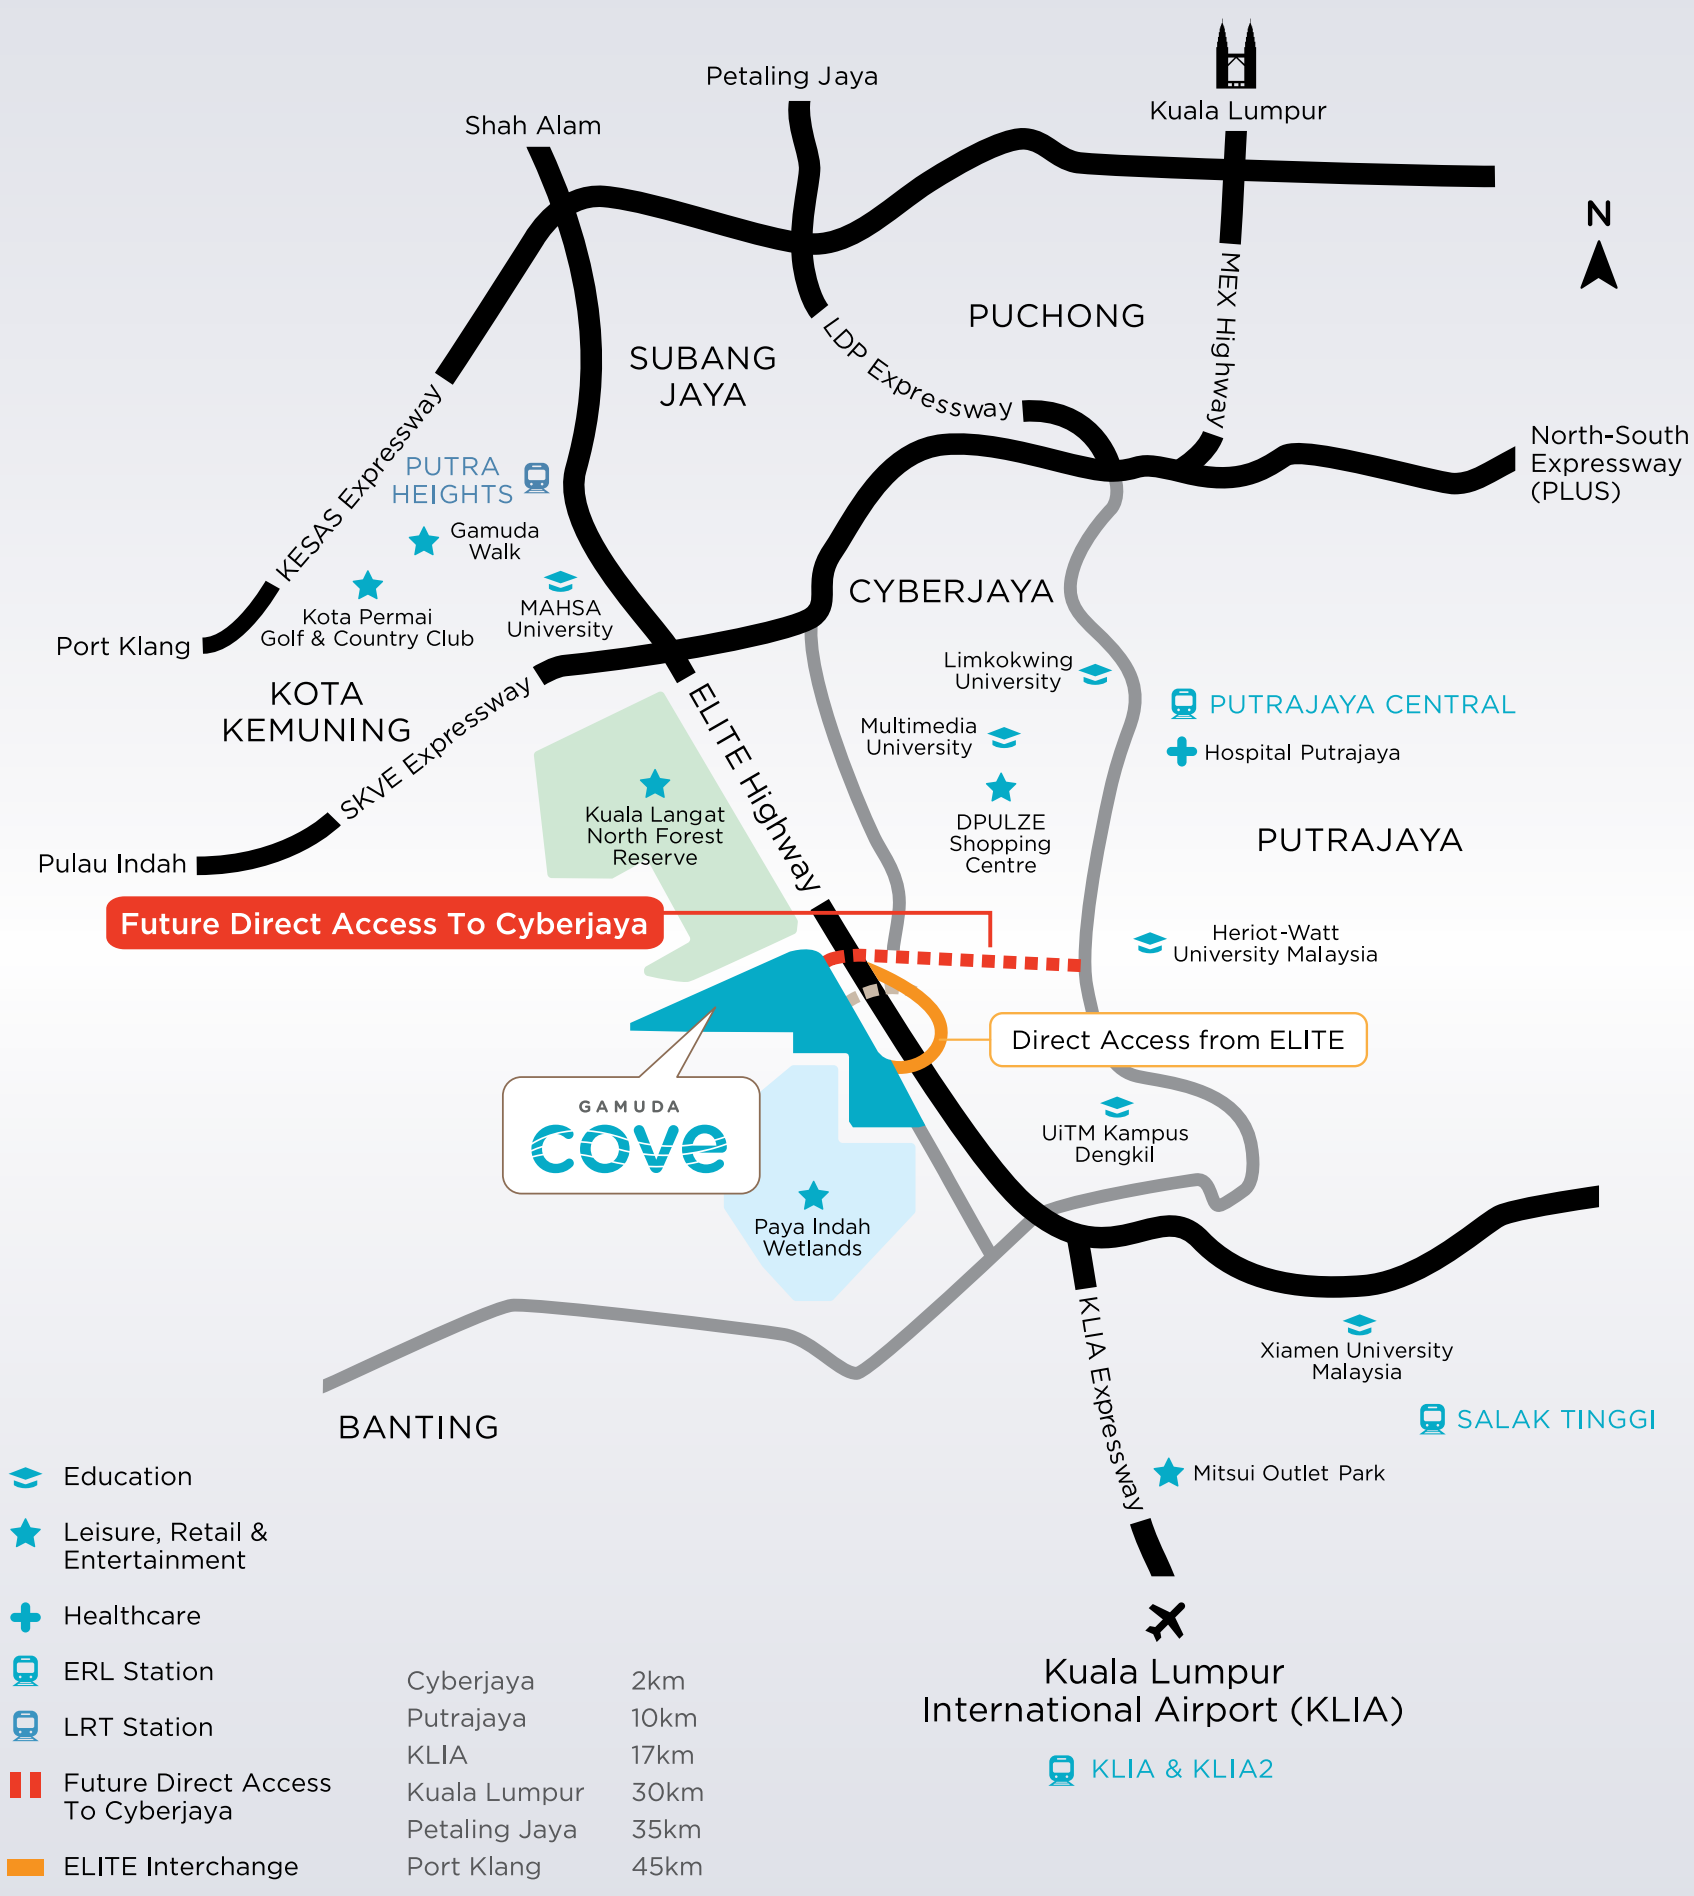 Petaling Jaya
Kuala Lumpur
Shah Alam
N
MEX Highway
PUCHONG
LDP Expressway
SUBANG
JAYA
KESAS Expressway
North-South
Expressway
(PLUS)
PUTRA
HEIGHTS
Gamuda
Walk
MAHSA
University
Kota Permai
Golf & Country Club
Port Klang
CYBERJAYA
KOTA
KEMUNING
SKVE Expressway
ELITE Highway
Limkokwing
University
Multimedia
University
PUTRAJAYA CENTRAL
Hospital Putrajaya
Kuala Langat
North Forest
Reserve
DPULZE
Shopping
Centre
PUTRAJAYA
Pulau Indah
Future Direct Access To Cyberjaya
Heriot-Watt
University Malaysia
Direct Access from ELITE
GAMUDA
cove
UiTM Kampus
Dengkil
Paya Indah
Wetlands
KLIA Expressway
Xiamen University
Malaysia
SALAK TINGGI
Mitsui Outlet Park
BANTING
Kuala Lumpur
International Airport (KLIA)
KLIA & KLIA2
Education
Leisure, Retail &
Entertainment
Healthcare
ERL Station
LRT Station
Future Direct Access
To Cyberjaya
ELITE Interchange
Cyberjaya 2km
Putrajaya 10km
KLIA 17km
Kuala Lumpur 30km
Petaling Jaya 35km
Port Klang 45km